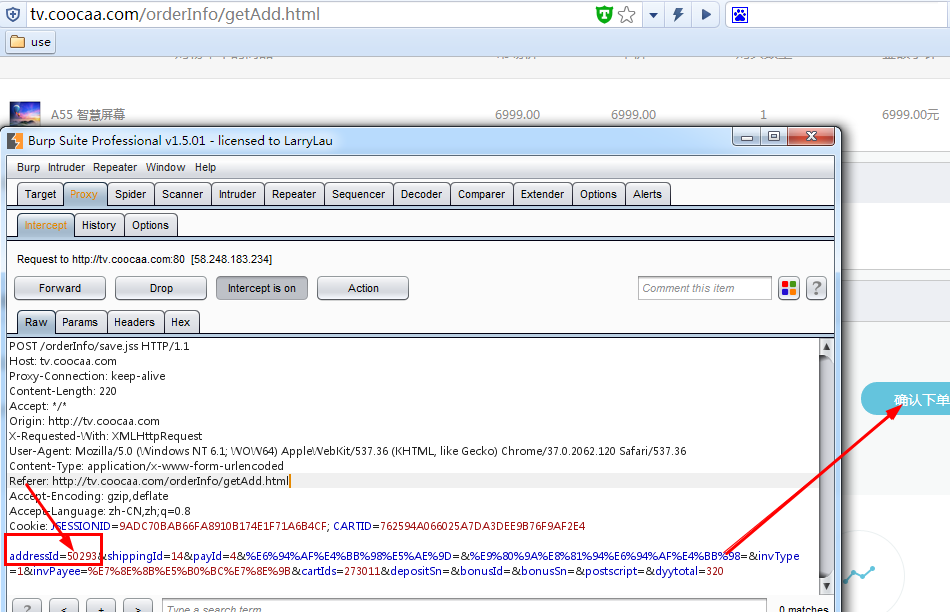 tv.coocaa.com/orderInfo/getAdd.html
use
A55 智慧屏幕 6999.00 6999.00 1 6999.00元
Burp Suite Professional v1.5.01 - licensed to LarryLau
Burp Intruder Repeater Window Help
Target Proxy Spider Scanner Intruder Repeater Sequencer Decoder Comparer Extender Options Alerts
Intercept History Options
Request to http://tv.coocaa.com:80 [58.248.183.234]
Forward Drop Intercept is on Action Comment this item ?
Raw Params Headers Hex
POST /orderInfo/save.jss HTTP/1.1
Host: tv.coocaa.com
Proxy-Connection: keep-alive
Content-Length: 220
Accept: */*
Origin: http://tv.coocaa.com
X-Requested-With: XMLHttpRequest
User-Agent: Mozilla/5.0 (Windows NT 6.1; WOW64) AppleWebKit/537.36 (KHTML, like Gecko) Chrome/37.0.2062.120 Safari/537.36
Content-Type: application/x-www-form-urlencoded
Referer: http://tv.coocaa.com/orderInfo/getAdd.html
Accept-Encoding: gzip,deflate
Accept-Language: zh-CN,zh;q=0.8
Cookie: JSESSIONID=9ADC70BAB66FA8910B174E1F71A6B4CF; CARTID=762594A066025A7DA3DEE9B76F9AF2E4
addressId=50293&shippingId=14&payId=4&%E6%94%AF%E4%BB%98%E5%AE%9D=&%E9%80%9A%E8%81%94%E6%94%AF%E4%BB%98=&invType
=1&invPayee=%E7%8E%8B%E5%B0%BC%E7%8E%9B&cartIds=273011&depositSn=&bonusId=&bonusSn=&postscript=&dyytotal=320
确认下单
? < + > Type a search term 0 matches